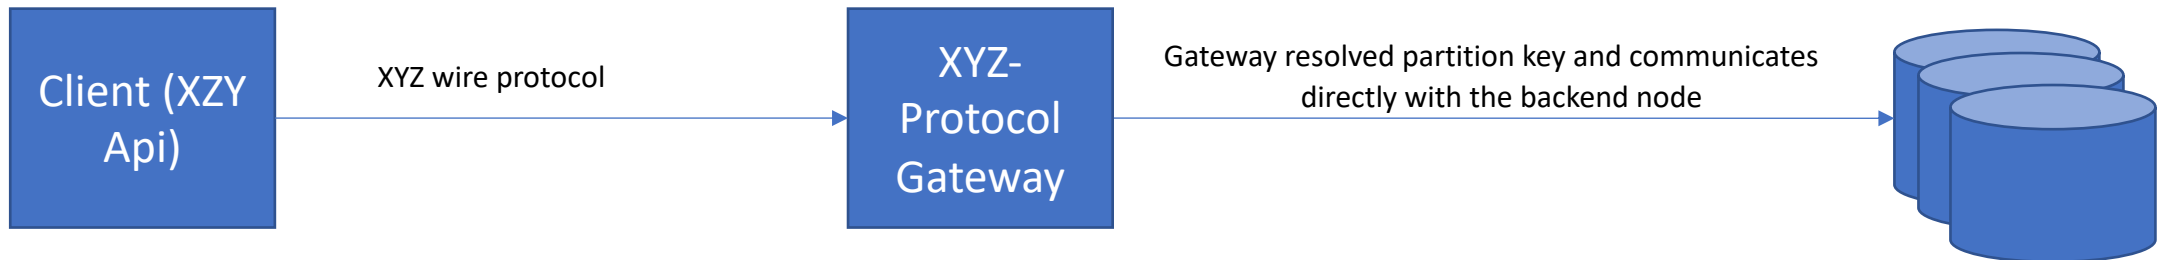 Client (XZY
Api)
XYZ wire protocol
XYZ-
Protocol
Gateway
Gateway resolved partition key and communicates
directly with the backend node